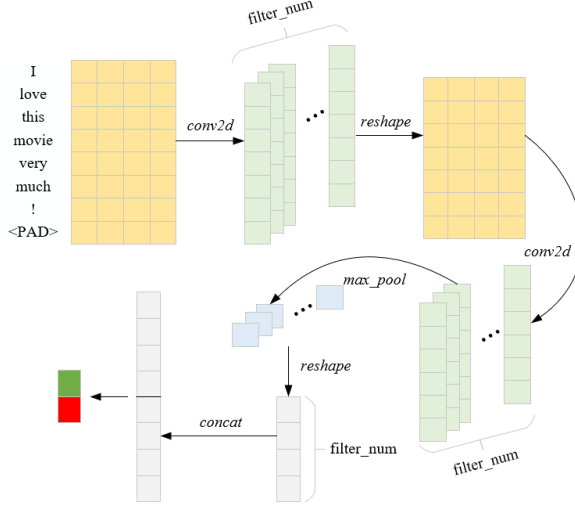 filter_num
I
love
this
movie
very
much
!
<PAD>
conv2d
reshape
conv2d
max_pool
reshape
concat
filter_num
filter_num